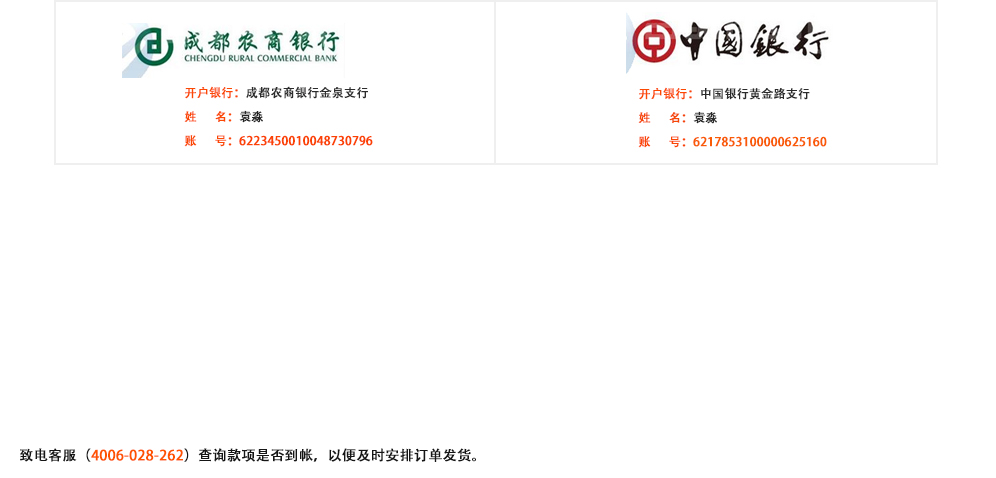 成都农商银行
CHENGDU RURAL COMMERCIAL BANK
开户银行：成都农商银行金泉支行
姓 名：袁淼
账 号：6223450010048730796
中国銀行
开户银行：中国银行黄金路支行
姓 名：袁淼
账 号：6217853100000625160
致电客服（4006-028-262）查询款项是否到帐，以便及时安排订单发货。